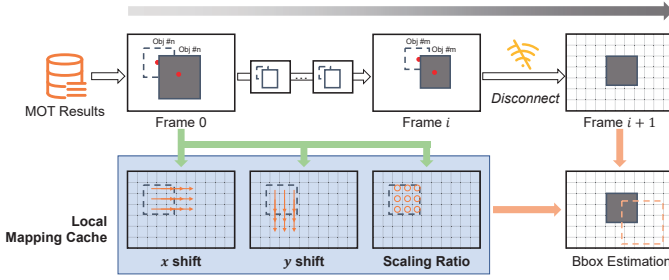 Obj #n
Obj #n
Obj #m
Obj #m
...
MOT Results
Disconnect
Frame 0
Frame i
Frame i + 1
Local
Mapping Cache
x shift
y shift
Scaling Ratio
Bbox Estimation